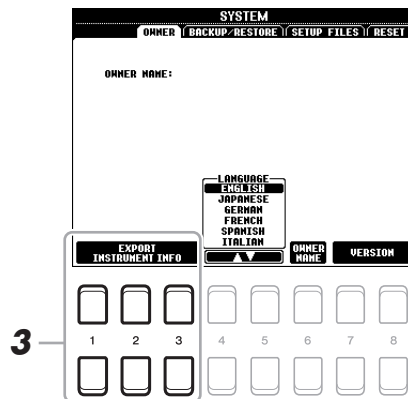 SYSTEM
OWNER BACKUP/RESTORE SETUP FILES RESET
OWNER NAME:
LANGUAGE
ENGLISH
JAPANESE
GERMAN
FRENCH
SPANISH
ITALIAN
EXPORT
INSTRUMENT INFO
▲▼
OWNER
NAME
VERSION
3
1 2 3 4 5 6 7 8